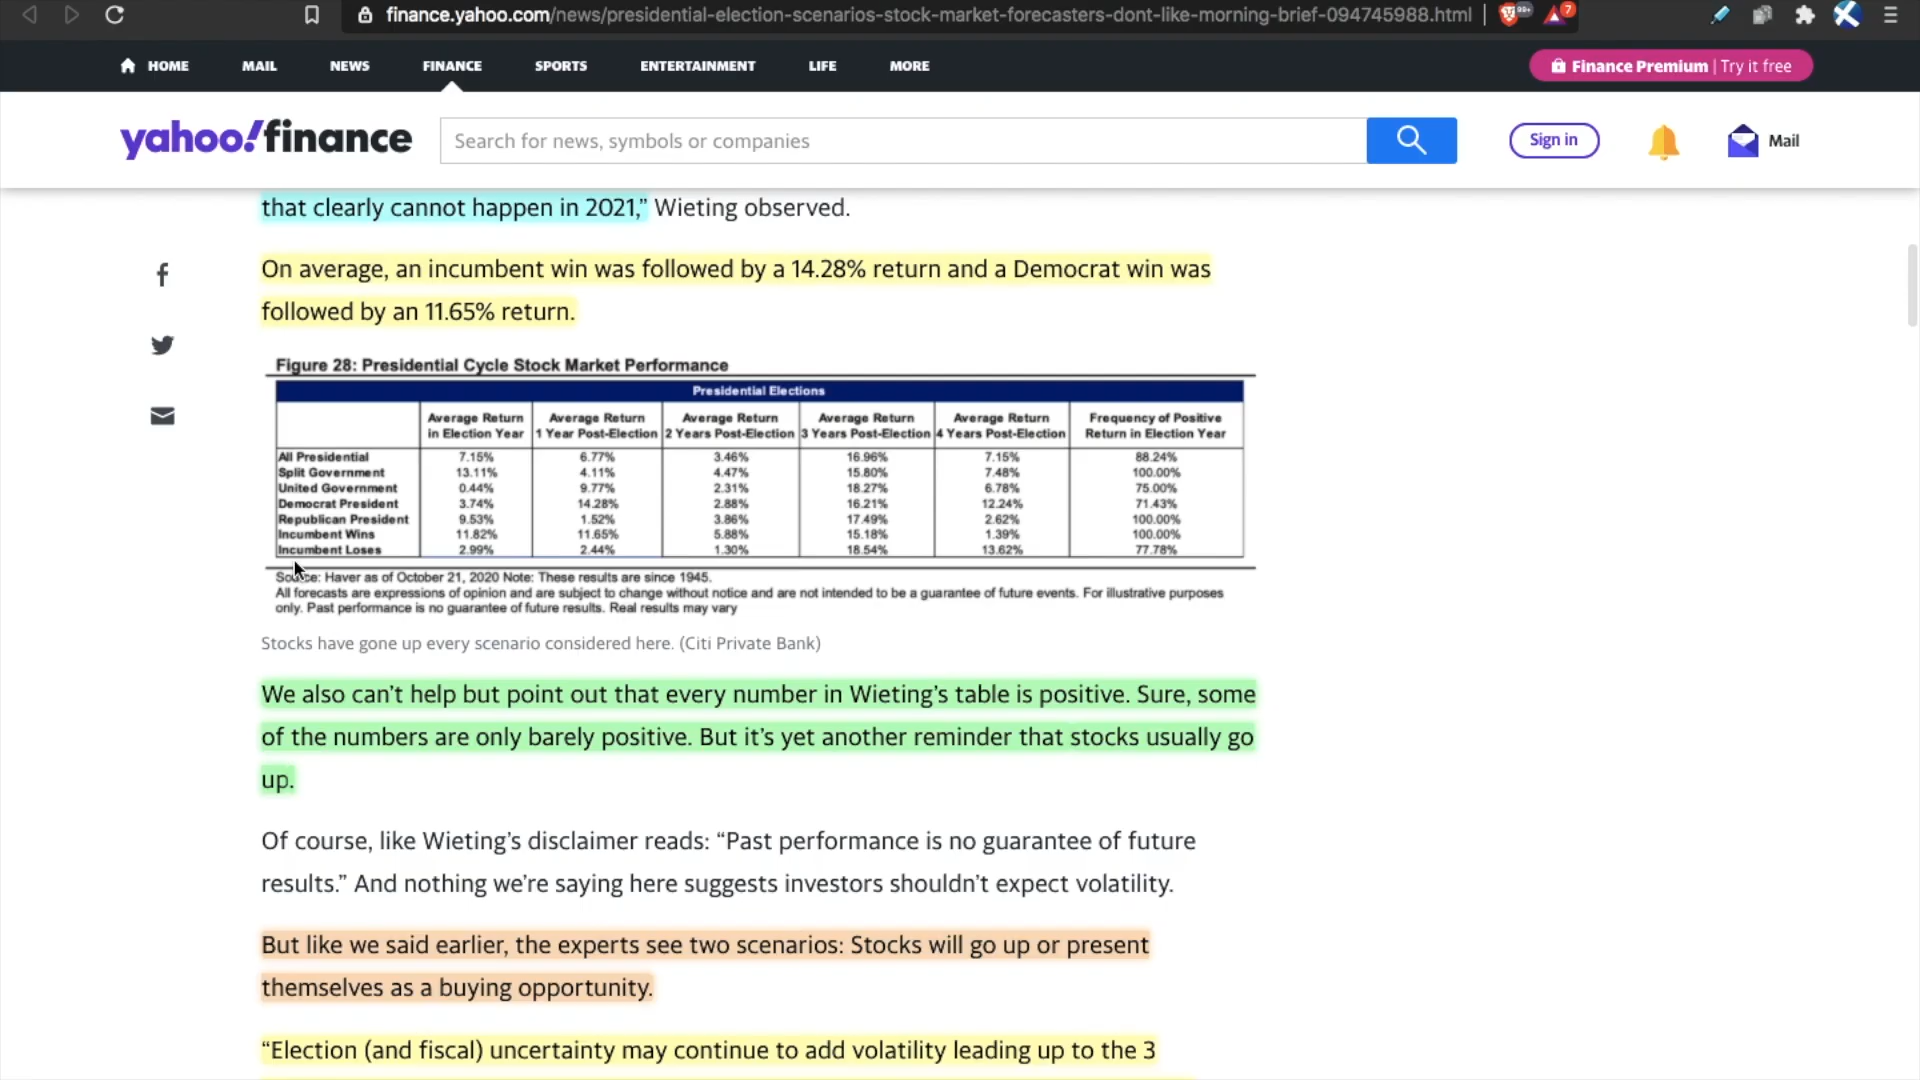 finance.yahoo.com/news/presidential-election-scenarios-stock-market-forecasters-dont-like-morning-brief-094745988.html
99+
7
HOME MAIL NEWS FINANCE SPORTS ENTERTAINMENT LIFE MORE
Finance Premium | Try it free
yahoo!finance
Search for news, symbols or companies
Sign in
Mail
that clearly cannot happen in 2021,” Wieting observed.
On average, an incumbent win was followed by a 14.28% return and a Democrat win was
followed by an 11.65% return.
Figure 28: Presidential Cycle Stock Market Performance
Presidential Elections
Average Return in Election Year Average Return 1 Year Post-Election Average Return 2 Years Post-Election Average Return 3 Years Post-Election Average Return 4 Years Post-Election Frequency of Positive Return in Election Year
All Presidential 7.15% 6.77% 3.46% 16.96% 7.15% 88.24%
Split Government 13.11% 4.11% 4.47% 15.80% 7.48% 100.00%
United Government 0.44% 9.77% 2.31% 18.27% 6.78% 75.00%
Democrat President 3.74% 14.28% 2.88% 16.21% 12.24% 71.43%
Republican President 9.53% 1.52% 3.86% 17.49% 2.62% 100.00%
Incumbent Wins 11.82% 11.65% 5.88% 15.18% 1.39% 100.00%
Incumbent Loses 2.99% 2.44% 1.30% 18.54% 13.62% 77.78%
Source: Haver as of October 21, 2020 Note: These results are since 1945.
All forecasts are expressions of opinion and are subject to change without notice and are not intended to be a guarantee of future events. For illustrative purposes
only. Past performance is no guarantee of future results. Real results may vary
Stocks have gone up every scenario considered here. (Citi Private Bank)
We also can’t help but point out that every number in Wieting’s table is positive. Sure, some
of the numbers are only barely positive. But it’s yet another reminder that stocks usually go
up.
Of course, like Wieting’s disclaimer reads: “Past performance is no guarantee of future
results.” And nothing we’re saying here suggests investors shouldn’t expect volatility.
But like we said earlier, the experts see two scenarios: Stocks will go up or present
themselves as a buying opportunity.
“Election (and fiscal) uncertainty may continue to add volatility leading up to the 3